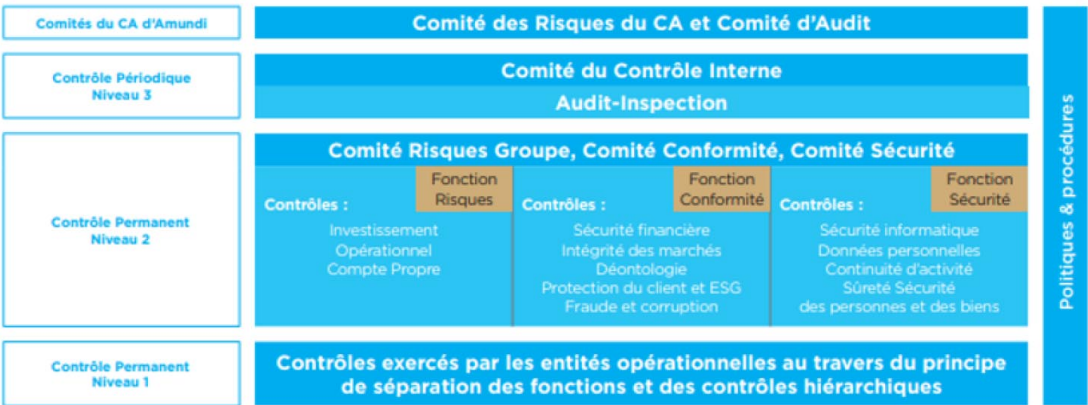 Comités du CA d'Amundi
Comité des Risques du CA et Comité d'Audit
Contrôle Périodique
Niveau 3
Comité du Contrôle Interne
Audit-Inspection
Contrôle Permanent
Niveau 2
Comité Risques Groupe, Comité Conformité, Comité Sécurité
Fonction
Risques
Contrôles :
Investissement
Opérationnel
Compte Propre
Fonction
Conformité
Contrôles :
Sécurité financière
Intégrité des marchés
Déontologie
Protection du client et ESG
Fraude et corruption
Fonction
Sécurité
Contrôles :
Sécurité informatique
Données personnelles
Continuité d'activité
Sûreté Sécurité
des personnes et des biens
Contrôle Permanent
Niveau 1
Contrôles exercés par les entités opérationnelles au travers du principe
de séparation des fonctions et des contrôles hiérarchiques
Politiques & procédures